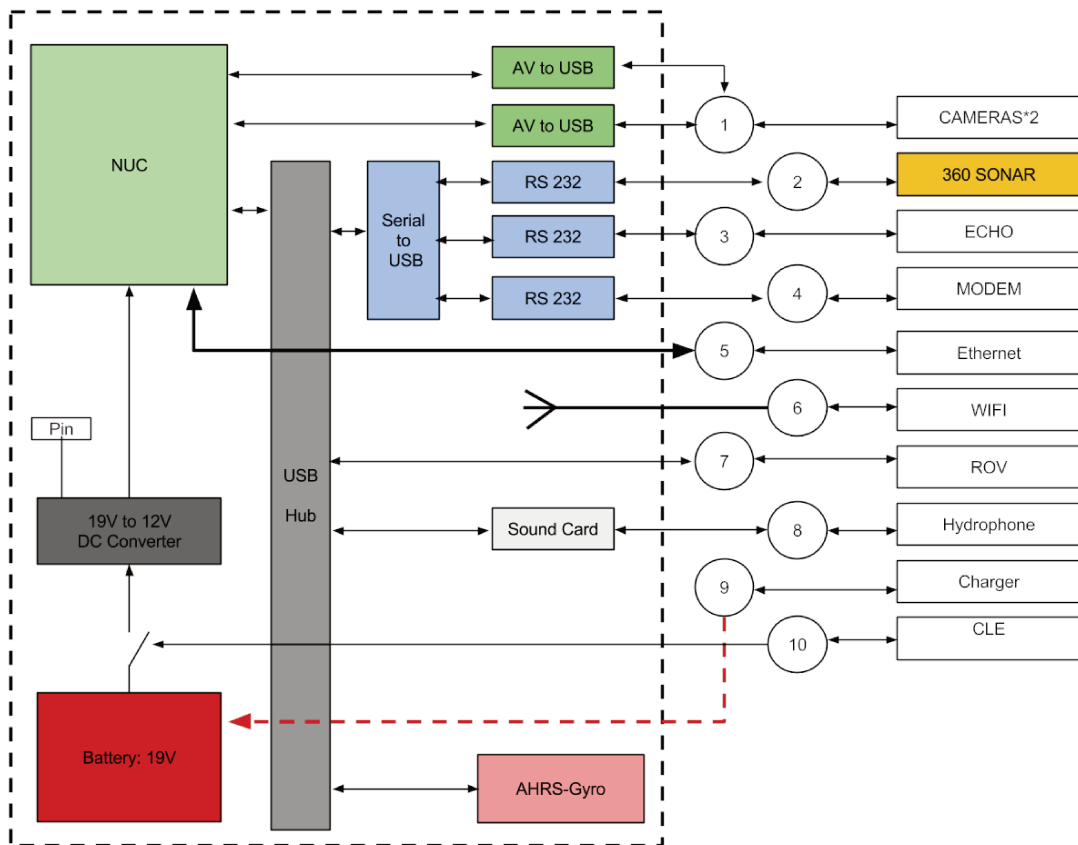 NUC
AV to USB
AV to USB
1
CAMERAS*2
RS 232
2
360 SONAR
Serial
to
USB
RS 232
3
ECHO
RS 232
4
MODEM
5
Ethernet
6
WIFI
Pin
USB
Hub
7
ROV
19V to 12V
DC Converter
Sound Card
8
Hydrophone
9
Charger
10
CLE
Battery: 19V
AHRS-Gyro